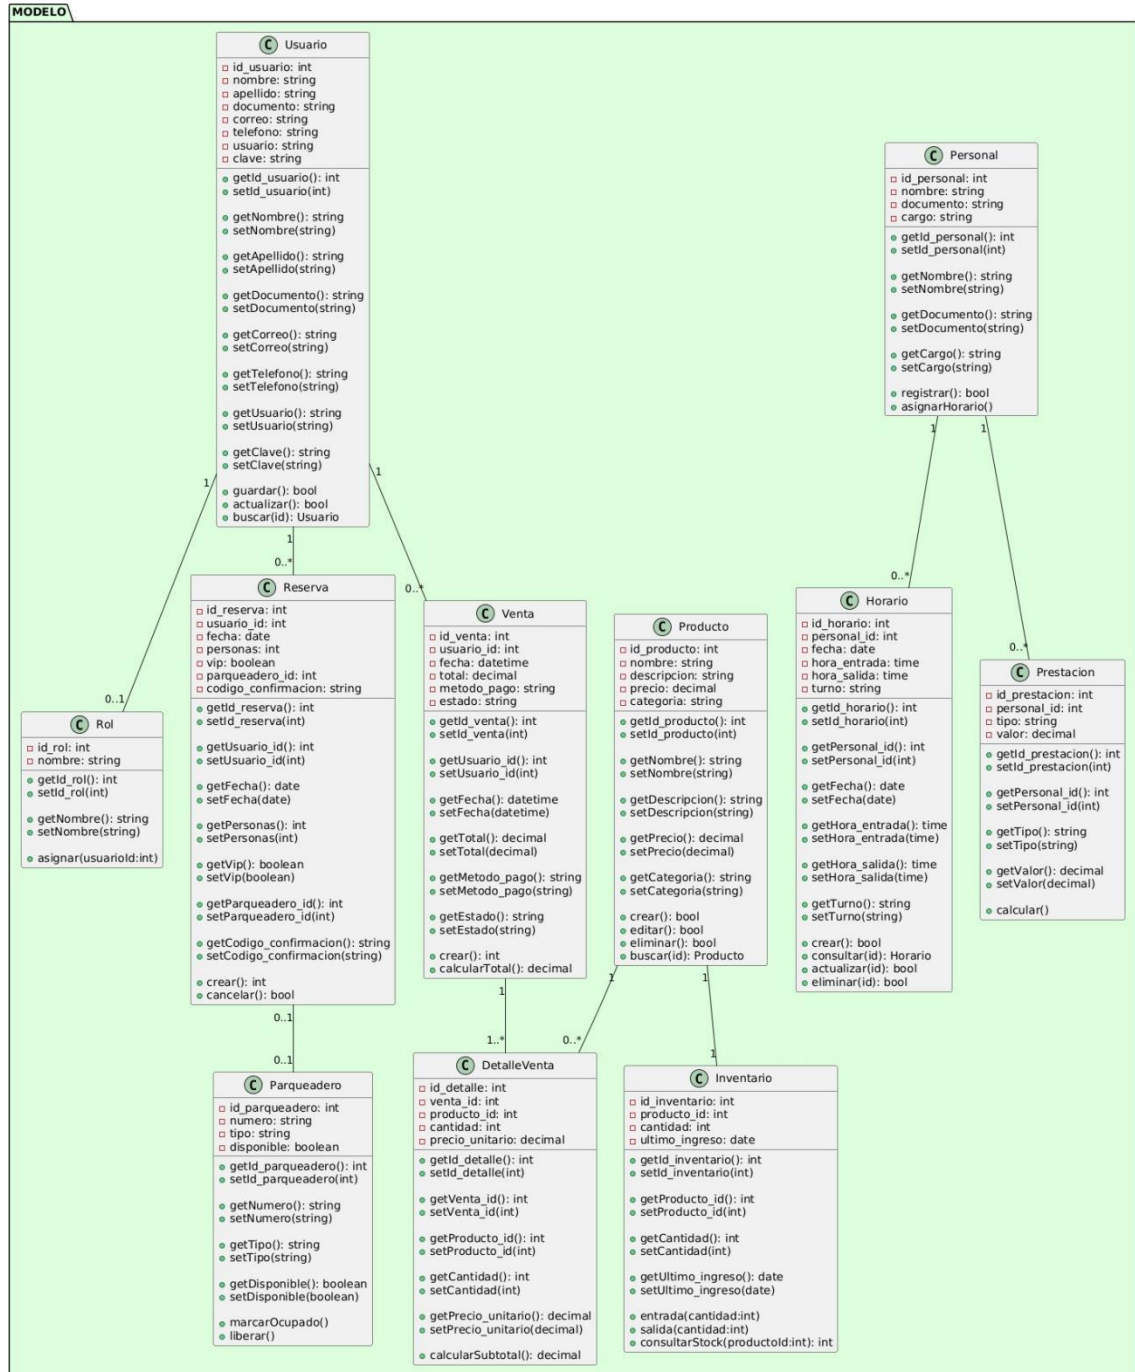 MODELO
C Usuario
id_usuario: int
nombre: string
apellido: string
documento: string
correo: string
telefono: string
usuario: string
clave: string
getId_usuario(): int
setId_usuario(int)
getNombre(): string
setNombre(string)
getApellido(): string
setApellido(string)
getDocumento(): string
setDocumento(string)
getCorreo(): string
setCorreo(string)
getTelefono(): string
setTelefono(string)
getUsuario(): string
setUsuario(string)
getClave(): string
setClave(string)
guardar(): bool
actualizar(): bool
buscar(id): Usuario
C Personal
id_personal: int
nombre: string
documento: string
cargo: string
getId_personal(): int
setId_personal(int)
getNombre(): string
setNombre(string)
getDocumento(): string
setDocumento(string)
getCargo(): string
setCargo(string)
registrar(): bool
asignarHorario()
1
1
1
1
1
0..1
0..*
0..*
0..*
0..*
C Rol
id_rol: int
nombre: string
getId_rol(): int
setId_rol(int)
getNombre(): string
setNombre(string)
asignar(usuarioId:int)
C Reserva
id_reserva: int
usuario_id: int
fecha: date
personas: int
vip: boolean
parqueadero_id: int
codigo_confirmacion: string
getId_reserva(): int
setId_reserva(int)
getUsuario_id(): int
setUsuario_id(int)
getFecha(): date
setFecha(date)
getPersonas(): int
setPersonas(int)
getVip(): boolean
setVip(boolean)
getParqueadero_id(): int
setParqueadero_id(int)
getCodigo_confirmacion(): string
setCodigo_confirmacion(string)
crear(): int
cancelar(): bool
C Venta
id_venta: int
usuario_id: int
fecha: datetime
total: decimal
metodo_pago: string
estado: string
getId_venta(): int
setId_venta(int)
getUsuario_id(): int
setUsuario_id(int)
getFecha(): datetime
setFecha(datetime)
getTotal(): decimal
setTotal(decimal)
getMetodo_pago(): string
setMetodo_pago(string)
getEstado(): string
setEstado(string)
crear(): int
calcularTotal(): decimal
C Producto
id_producto: int
nombre: string
descripcion: string
precio: decimal
categoria: string
getId_producto(): int
setId_producto(int)
getNombre(): string
setNombre(string)
getDescripcion(): string
setDescripcion(string)
getPrecio(): decimal
setPrecio(decimal)
getCategoria(): string
setCategoria(string)
crear(): bool
editar(): bool
eliminar(): bool
buscar(id): Producto
C Horario
id_horario: int
personal_id: int
fecha: date
hora_entrada: time
hora_salida: time
turno: string
getId_horario(): int
setId_horario(int)
getPersonal_id(): int
setPersonal_id(int)
getFecha(): date
setFecha(date)
getHora_entrada(): time
setHora_entrada(time)
getHora_salida(): time
setHora_salida(time)
getTurno(): string
setTurno(string)
crear(): bool
consultar(id): Horario
actualizar(id): bool
eliminar(id): bool
C Prestacion
id_prestacion: int
personal_id: int
tipo: string
valor: decimal
getId_prestacion(): int
setId_prestacion(int)
getPersonal_id(): int
setPersonal_id(int)
getTipo(): string
setTipo(string)
getValor(): decimal
setValor(decimal)
calcular()
0..1
0..1
1
1..*
1
0..*
1
1
C Parqueadero
id_parqueadero: int
numero: string
tipo: string
disponible: boolean
getId_parqueadero(): int
setId_parqueadero(int)
getNumero(): string
setNumero(string)
getTipo(): string
setTipo(string)
getDisponible(): boolean
setDisponible(boolean)
marcarOcupado()
liberar()
C DetalleVenta
id_detalle: int
venta_id: int
producto_id: int
cantidad: int
precio_unitario: decimal
getId_detalle(): int
setId_detalle(int)
getVenta_id(): int
setVenta_id(int)
getProducto_id(): int
setProducto_id(int)
getCantidad(): int
setCantidad(int)
getPrecio_unitario(): decimal
setPrecio_unitario(decimal)
calcularSubtotal(): decimal
C Inventario
id_inventario: int
producto_id: int
cantidad: int
ultimo_ingreso: date
getId_inventario(): int
setId_inventario(int)
getProducto_id(): int
setProducto_id(int)
getCantidad(): int
setCantidad(int)
getUltimo_ingreso(): date
setUltimo_ingreso(date)
entrada(cantidad:int)
salida(cantidad:int)
consultarStock(productoId:int): int